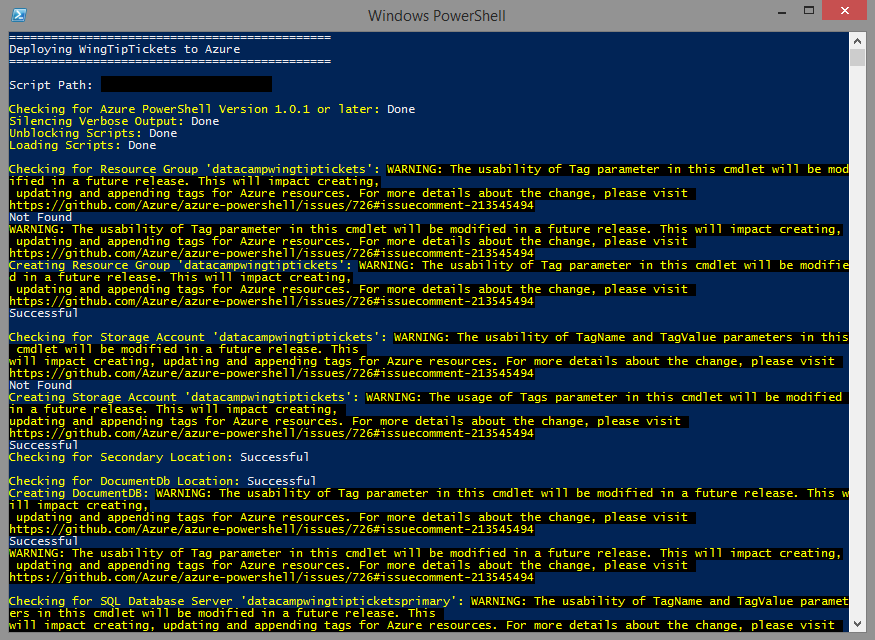 Windows PowerShell
==============================================
Deploying WingTipTickets to Azure
==============================================
Script Path:
Checking for Azure PowerShell Version 1.0.1 or later: Done
Silencing Verbose Output: Done
Unblocking Scripts: Done
Loading Scripts: Done
Checking for Resource Group 'datacampwingtiptickets': WARNING: The usability of Tag parameter in this cmdlet will be mod
ified in a future release. This will impact creating,
 updating and appending tags for Azure resources. For more details about the change, please visit
https://github.com/Azure/azure-powershell/issues/726#issuecomment-213545494
Not Found
WARNING: The usability of Tag parameter in this cmdlet will be modified in a future release. This will impact creating,
 updating and appending tags for Azure resources. For more details about the change, please visit
https://github.com/Azure/azure-powershell/issues/726#issuecomment-213545494
Creating Resource Group 'datacampwingtiptickets': WARNING: The usability of Tag parameter in this cmdlet will be modifie
d in a future release. This will impact creating,
 updating and appending tags for Azure resources. For more details about the change, please visit
https://github.com/Azure/azure-powershell/issues/726#issuecomment-213545494
Successful
Checking for Storage Account 'datacampwingtiptickets': WARNING: The usability of TagName and TagValue parameters in this
 cmdlet will be modified in a future release. This
will impact creating, updating and appending tags for Azure resources. For more details about the change, please visit
https://github.com/Azure/azure-powershell/issues/726#issuecomment-213545494
Not Found
Creating Storage Account 'datacampwingtiptickets': WARNING: The usage of Tags parameter in this cmdlet will be modified
in a future release. This will impact creating,
updating and appending tags for Azure resources. For more details about the change, please visit
https://github.com/Azure/azure-powershell/issues/726#issuecomment-213545494
Successful
Checking for Secondary Location: Successful
Checking for DocumentDb Location: Successful
Creating DocumentDB: WARNING: The usability of Tag parameter in this cmdlet will be modified in a future release. This w
ill impact creating,
 updating and appending tags for Azure resources. For more details about the change, please visit
https://github.com/Azure/azure-powershell/issues/726#issuecomment-213545494
Successful
WARNING: The usability of Tag parameter in this cmdlet will be modified in a future release. This will impact creating,
 updating and appending tags for Azure resources. For more details about the change, please visit
https://github.com/Azure/azure-powershell/issues/726#issuecomment-213545494
Checking for SQL Database Server 'datacampwingtipticketsprimary': WARNING: The usability of TagName and TagValue paramet
ers in this cmdlet will be modified in a future release. This
will impact creating, updating and appending tags for Azure resources. For more details about the change, please visit